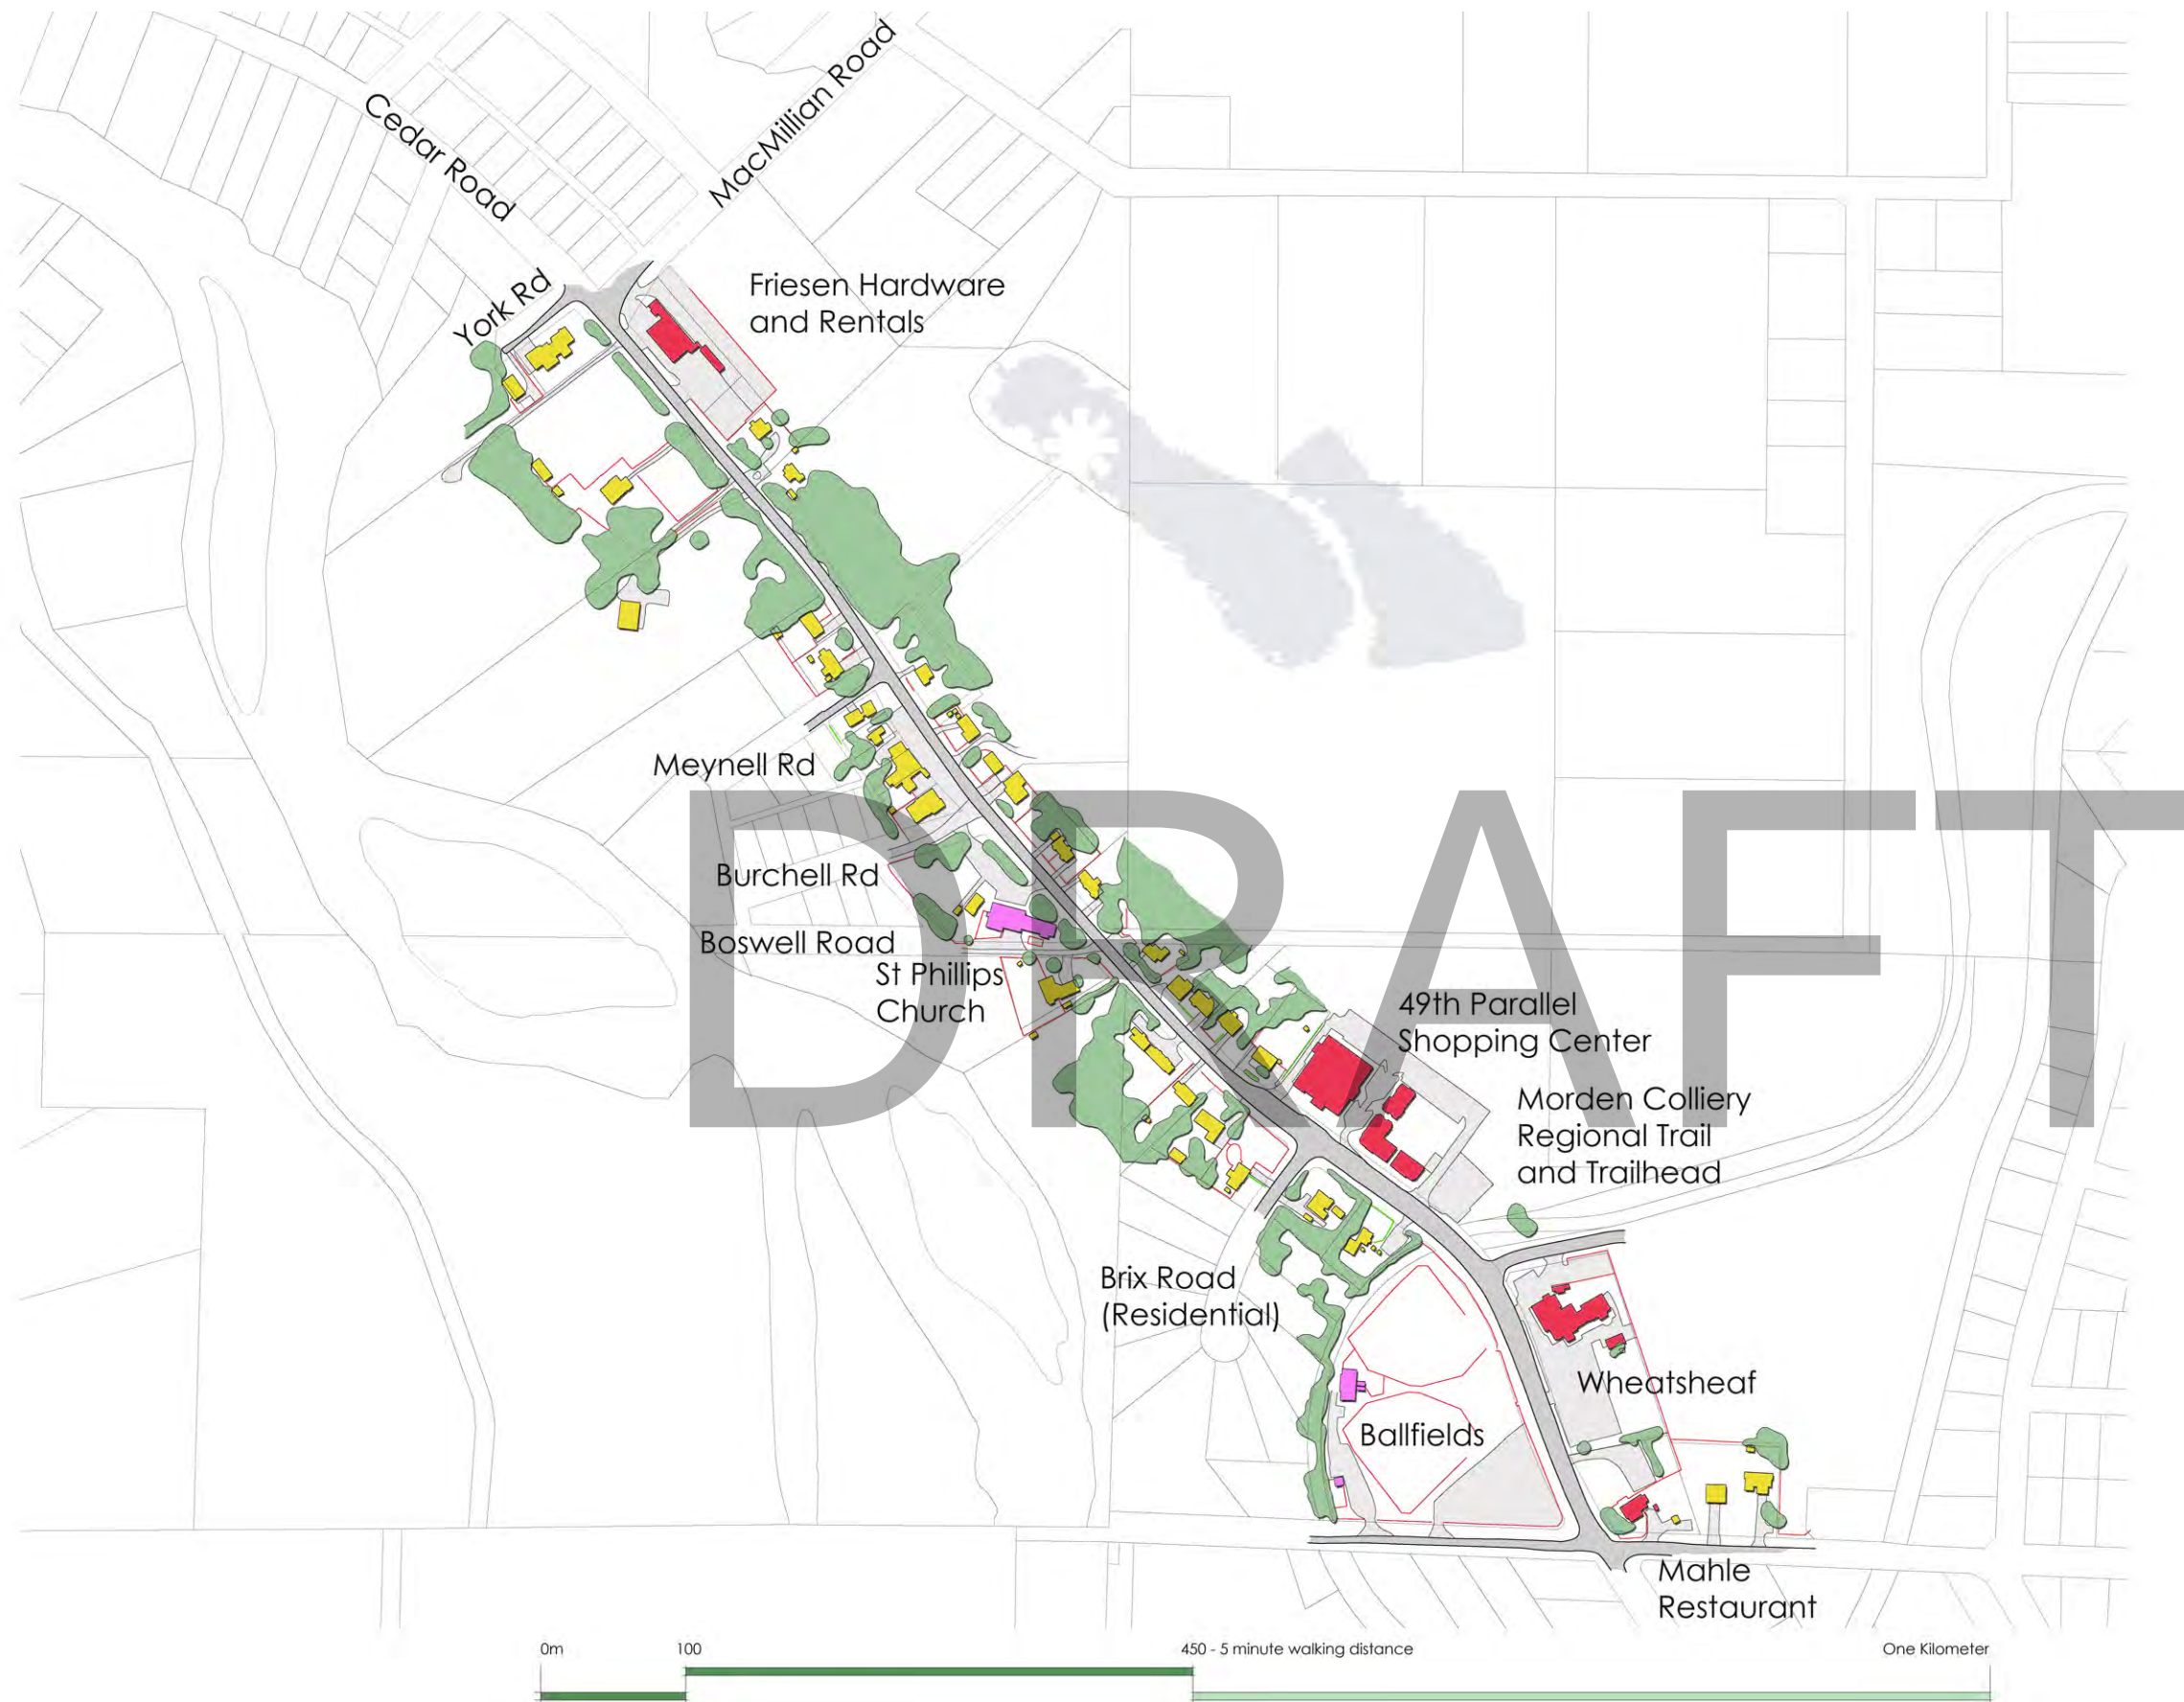 Cedar Road
MacMillian Road
York Rd
Friesen Hardware
and Rentals
Meynell Rd
Burchell Rd
Boswell Road
St Phillips
Church
DRAFT
49th Parallel
Shopping Center
Morden Colliery
Regional Trail
and Trailhead
Brix Road
(Residential)
Wheatsheaf
Ballfields
Mahle
Restaurant
0m
100
450 - 5 minute walking distance
One Kilometer